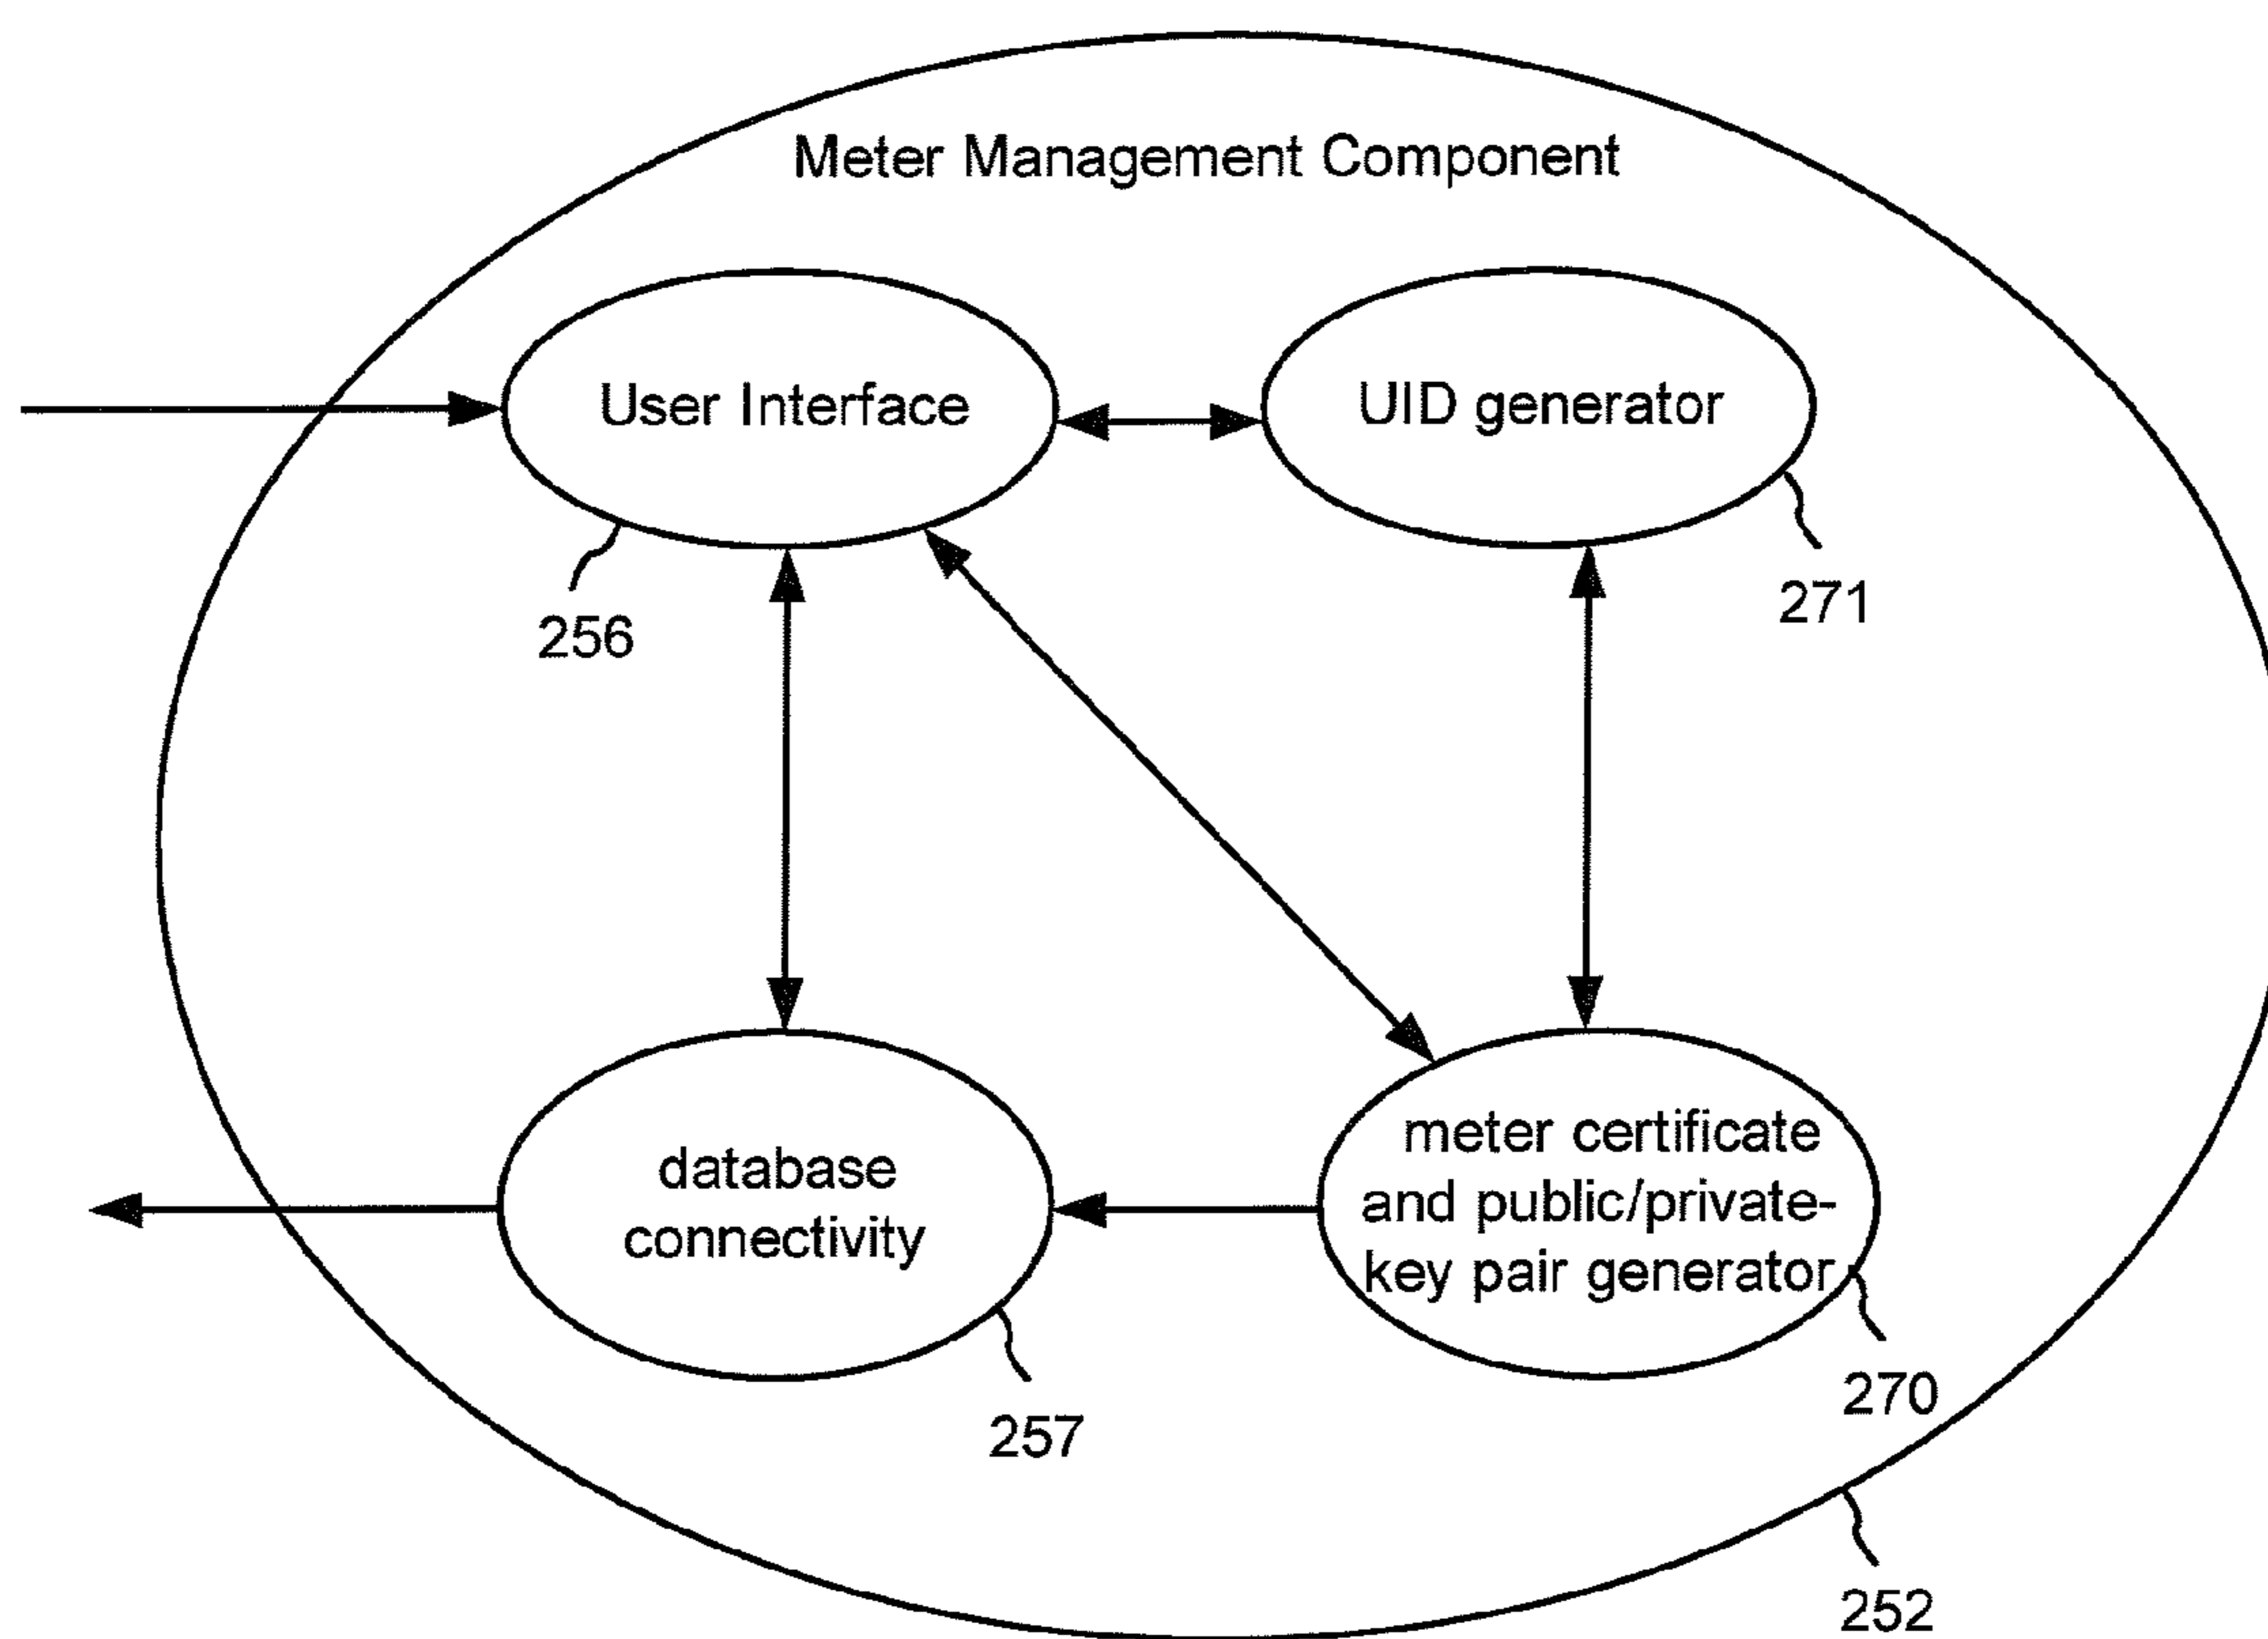 Meter Management Component
User Interface
UID generator
256
271
database
connectivity
meter certificate
and public/private-
key pair generator
257
270
252